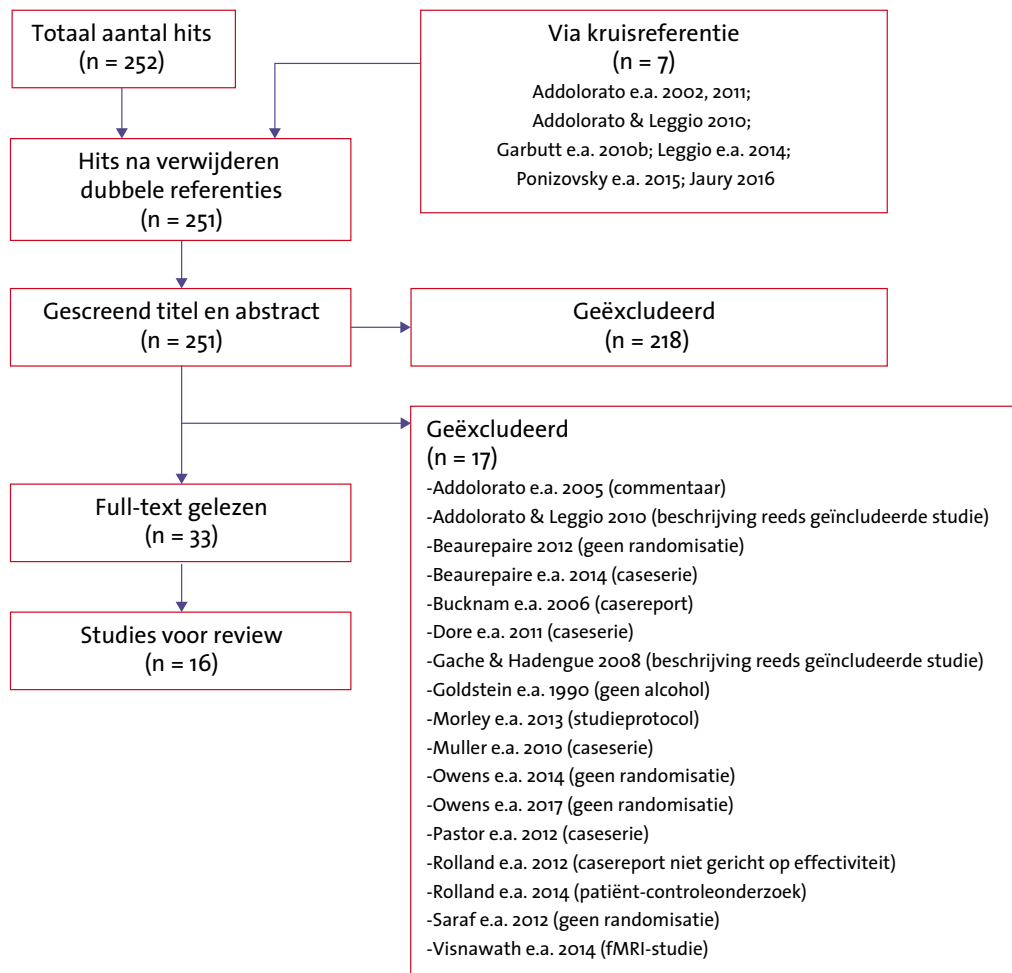 Totaal aantal hits
(n = 252)
Via kruisreferentie
(n = 7)
Addolorato e.a. 2002, 2011;
Addolorato & Leggio 2010;
Garbutt e.a. 2010b; Leggio e.a. 2014;
Ponizovsky e.a. 2015; Jaury 2016
Hits na verwijderen
dubbele referenties
(n = 251)
Gescreend titel en abstract
(n = 251)
Geëxcludeerd
(n = 218)
Geëxcludeerd
(n = 17)
-Addolorato e.a. 2005 (commentaar)
-Addolorato & Leggio 2010 (beschrijving reeds geïncludeerde studie)
-Beaurepaire 2012 (geen randomisatie)
-Beaurepaire e.a. 2014 (caseserie)
-Bucknam e.a. 2006 (casereport)
-Dore e.a. 2011 (caseserie)
-Gache & Hadengue 2008 (beschrijving reeds geïncludeerde studie)
-Goldstein e.a. 1990 (geen alcohol)
-Morley e.a. 2013 (studieprotocol)
-Muller e.a. 2010 (caseserie)
-Owens e.a. 2014 (geen randomisatie)
-Owens e.a. 2017 (geen randomisatie)
-Pastor e.a. 2012 (caseserie)
-Rolland e.a. 2012 (casereport niet gericht op effectiviteit)
-Rolland e.a. 2014 (patiënt-controleonderzoek)
-Saraf e.a. 2012 (geen randomisatie)
-Visnawath e.a. 2014 (fMRI-studie)
Full-text gelezen
(n = 33)
Studies voor review
(n = 16)